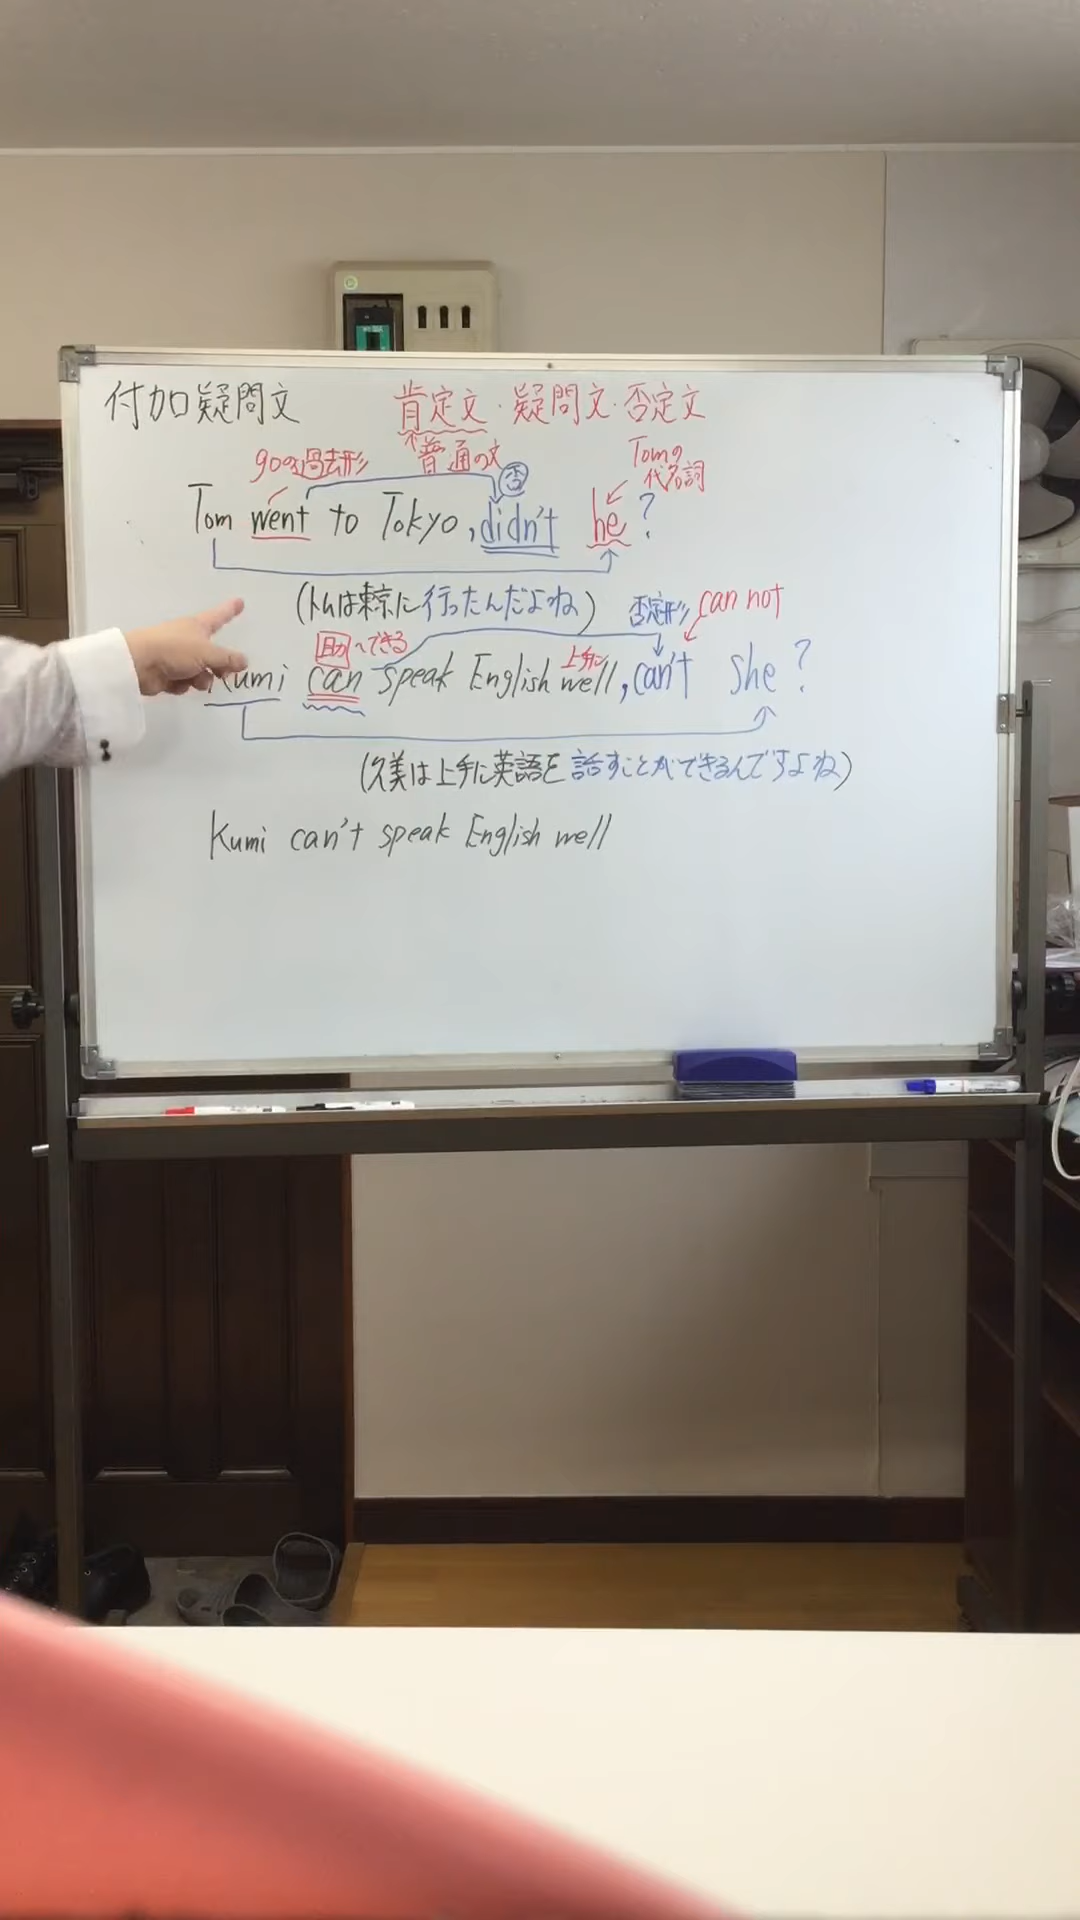 付加疑問文 肯定文・疑問文・否定文
普通の文
goの過去形 否 Tomの
代名詞
Tom went to Tokyo, didn't he?
(トムは東京に行ったんだよね)
否定形 can not
助 〜できる 上手に
Kumi can speak English well, can't she?
(久美は上手に英語を話すことができるんですよね)
Kumi can't speak English well